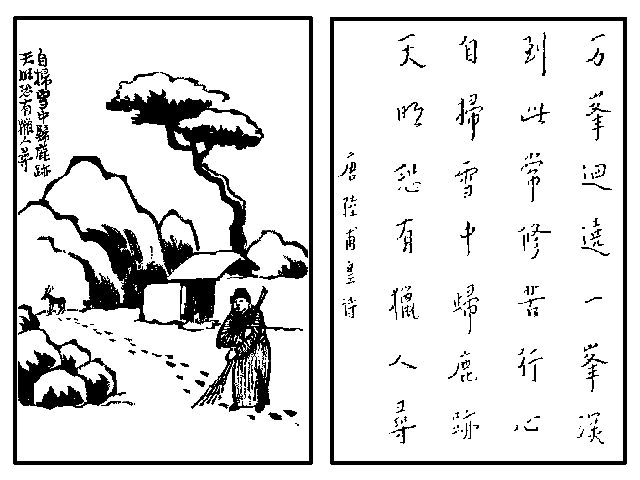 自掃雪中歸鹿跡
天明恐有獵人尋
万峯迴遶一峯深
到此常修苦行心
自掃雪中歸鹿跡
天明恐有獵人尋
唐陸甫皇詩